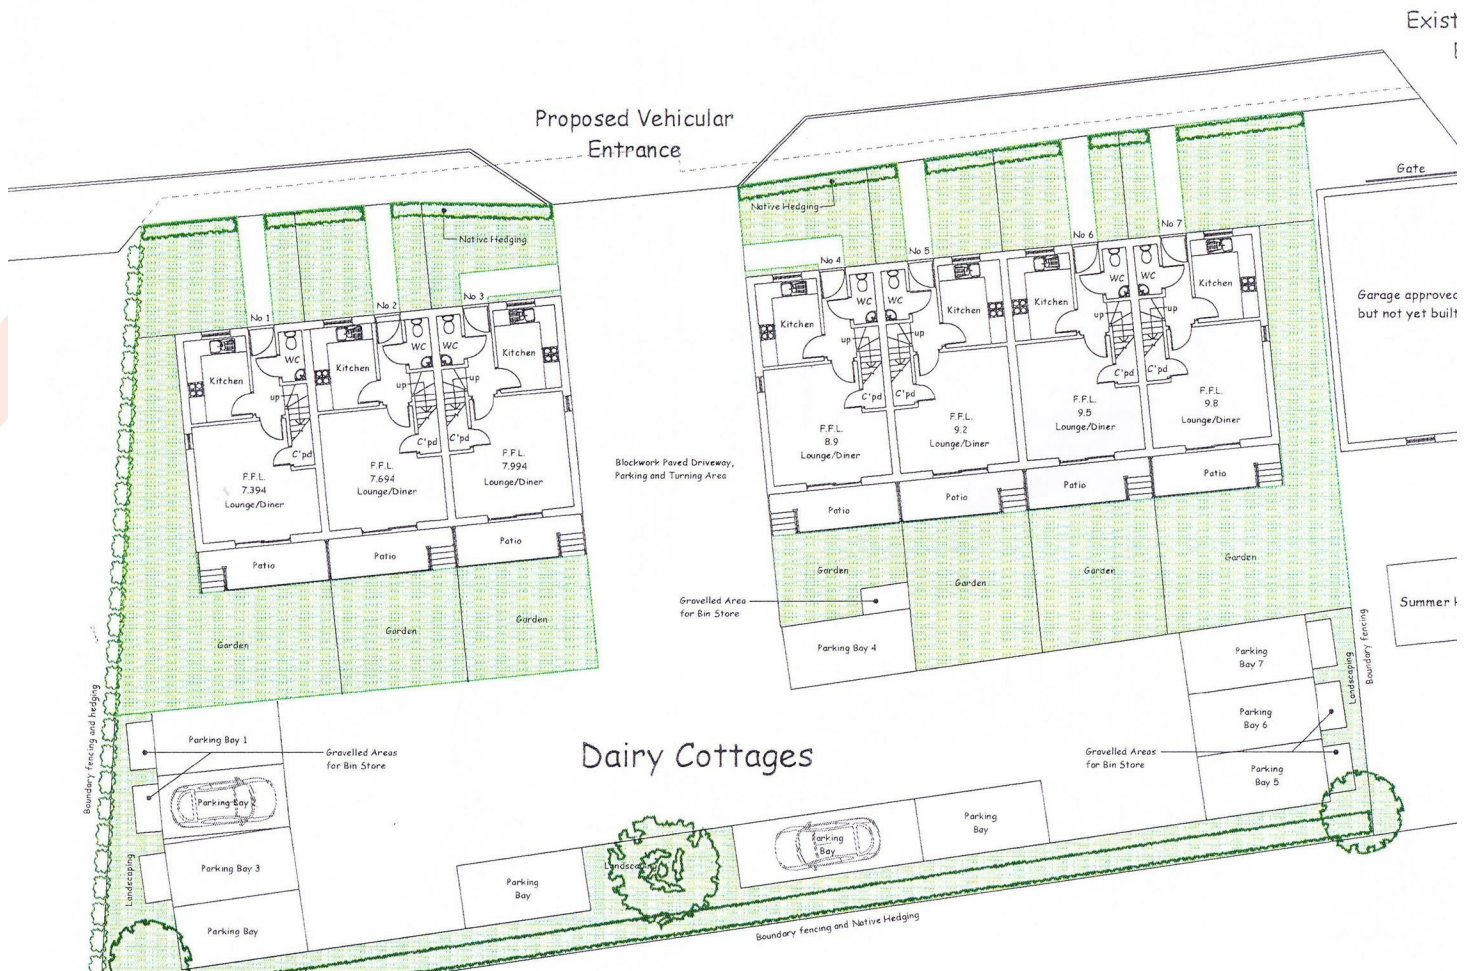 Exist
Proposed Vehicular
Entrance
Gate
Native Hedging
Native Hedging
No 1
No 2
No 3
No 4
No 5
No 6
No 7
Kitchen
WC
up
C'pd
F.F.L.
7.394
Lounge/Diner
Kitchen
WC
up
C'pd
F.F.L.
7.694
Lounge/Diner
Kitchen
WC
up
C'pd
F.F.L.
7.994
Lounge/Diner
Kitchen
WC
up
C'pd
F.F.L.
8.9
Lounge/Diner
Kitchen
WC
up
C'pd
F.F.L.
9.2
Lounge/Diner
Kitchen
WC
up
C'pd
F.F.L.
9.5
Lounge/Diner
Kitchen
WC
up
C'pd
F.F.L.
9.8
Lounge/Diner
Garage approved
but not yet built
Blockwork Paved Driveway,
Parking and Turning Area
Patio
Patio
Patio
Patio
Patio
Patio
Patio
Garden
Garden
Garden
Garden
Garden
Garden
Garden
Gravelled Area
for Bin Store
Summer H
Parking Bay 4
Parking
Bay 7
Parking
Bay 6
Parking
Bay 5
Landscaping
Boundary fencing
Boundary fencing and hedging
Parking Bay 1
Gravelled Areas
for Bin Store
Dairy Cottages
Gravelled Areas
for Bin Store
Parking Bay
Parking Bay 3
Parking Bay
Landscaping
Parking
Bay
Landscaping
Parking
Bay
Parking
Bay
Boundary fencing and Native Hedging